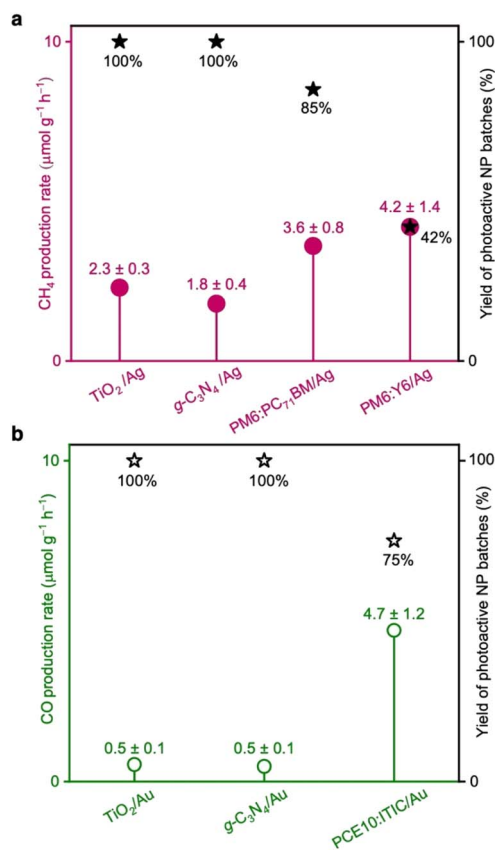 a
10
100
100%
100%
85%
4.2 ± 1.4
3.6 ± 0.8
42%
2.3 ± 0.3
1.8 ± 0.4
0
0
CH₄ production rate (μmol g⁻¹ h⁻¹)
Yield of photoactive NP batches (%)
TiO₂/Ag
g-C₃N₄/Ag
PM6:PC₇₁BM/Ag
PM6:Y6/Ag
b
10
100
100%
100%
75%
4.7 ± 1.2
0.5 ± 0.1
0.5 ± 0.1
0
0
CO production rate (μmol g⁻¹ h⁻¹)
Yield of photoactive NP batches (%)
TiO₂/Au
g-C₃N₄/Au
PCE10:ITIC/Au